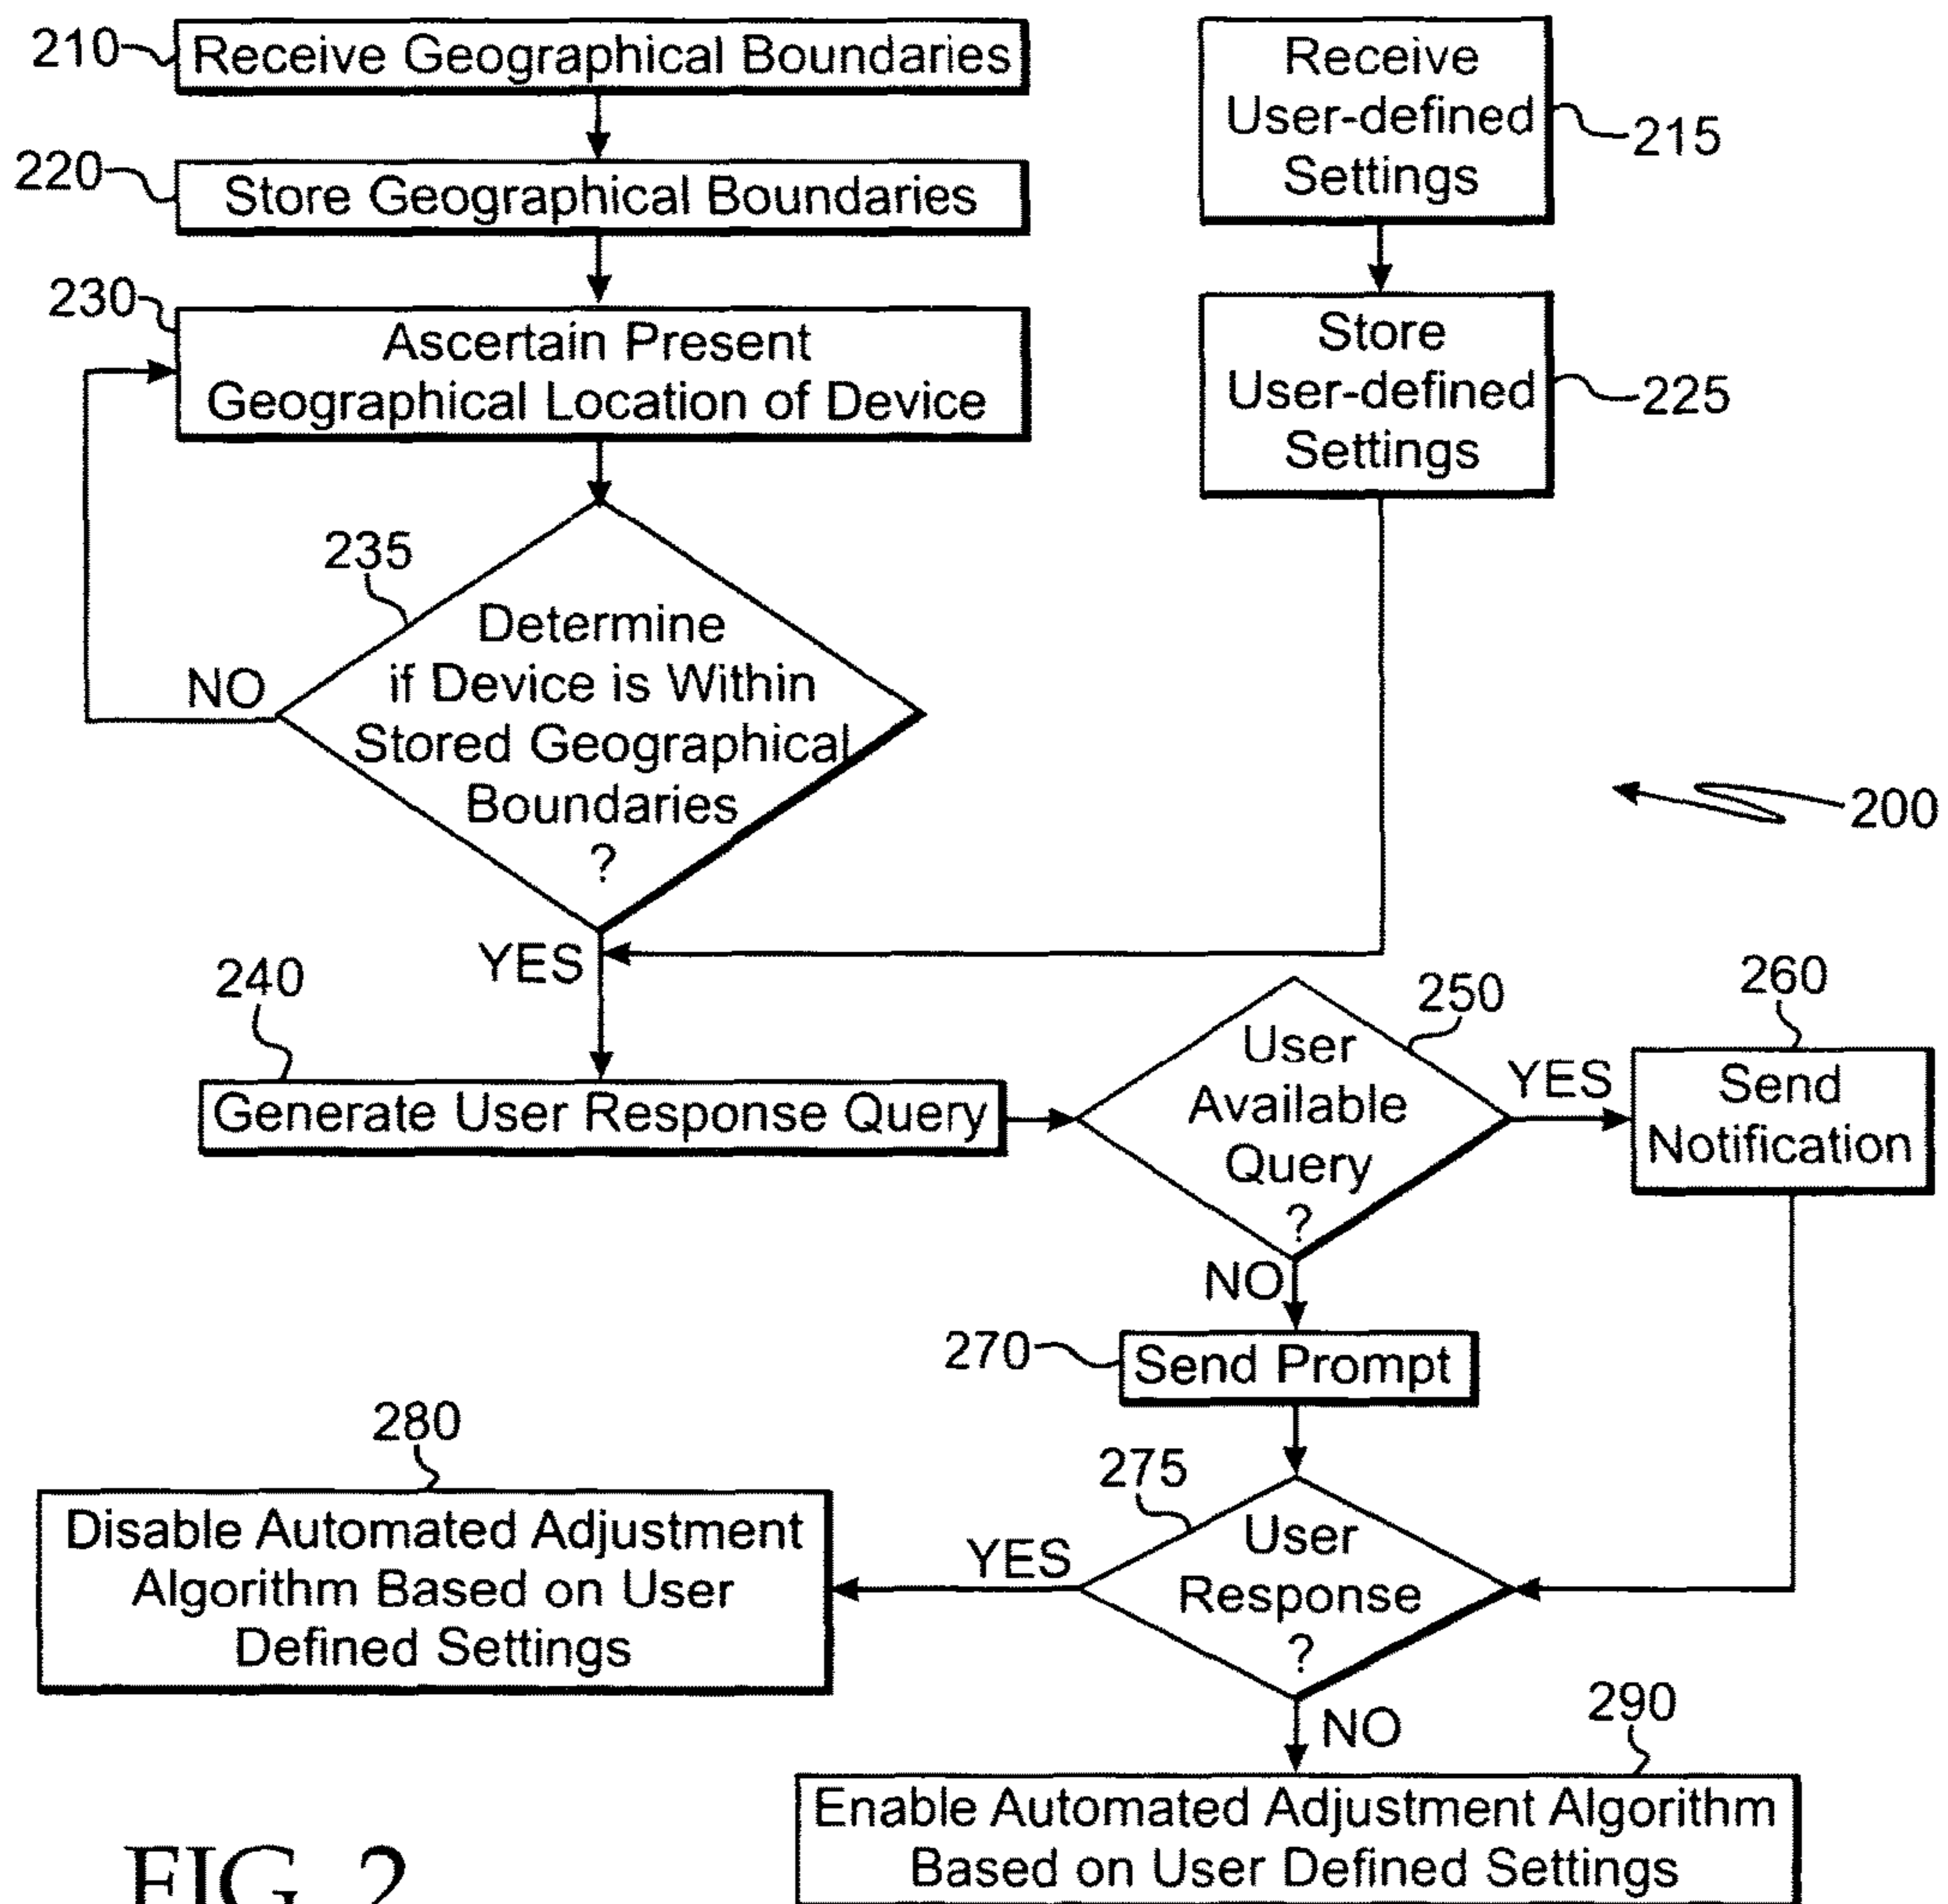 210
Receive Geographical Boundaries
220
Store Geographical Boundaries
230
Ascertain Present
Geographical Location of Device
235
Determine
if Device is Within
Stored Geographical
Boundaries
?
NO
YES
Receive
User-defined
Settings
215
Store
User-defined
Settings
225
200
240
Generate User Response Query
250
User
Available
Query
?
YES
260
Send
Notification
NO
270
Send Prompt
275
User
Response
?
YES
280
Disable Automated Adjustment
Algorithm Based on User
Defined Settings
NO
290
Enable Automated Adjustment Algorithm
Based on User Defined Settings
FIG. 2